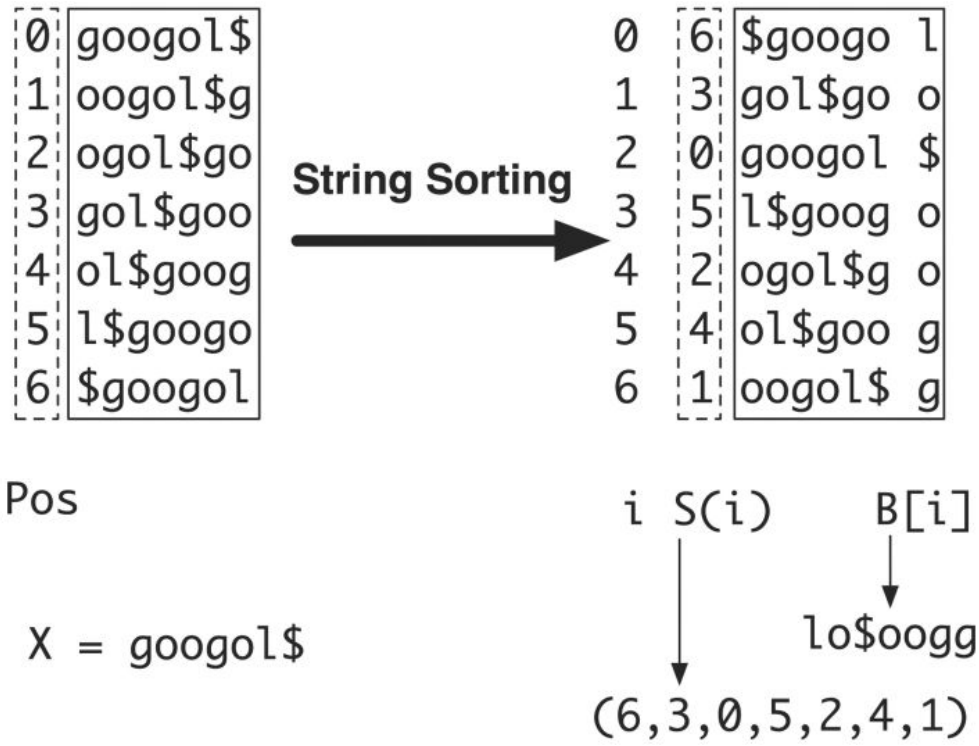 0 googol$
1 oogol$g
2 ogol$go
3 gol$goo
4 ol$goog
5 l$googo
6 $googol
Pos
X = googol$
String Sorting
0 6 $googo l
1 3 gol$go o
2 0 googol $
3 5 l$goog o
4 2 ogol$g o
5 4 ol$goo g
6 1 oogol$ g
i S(i) B[i]
lo$oogg
(6,3,0,5,2,4,1)